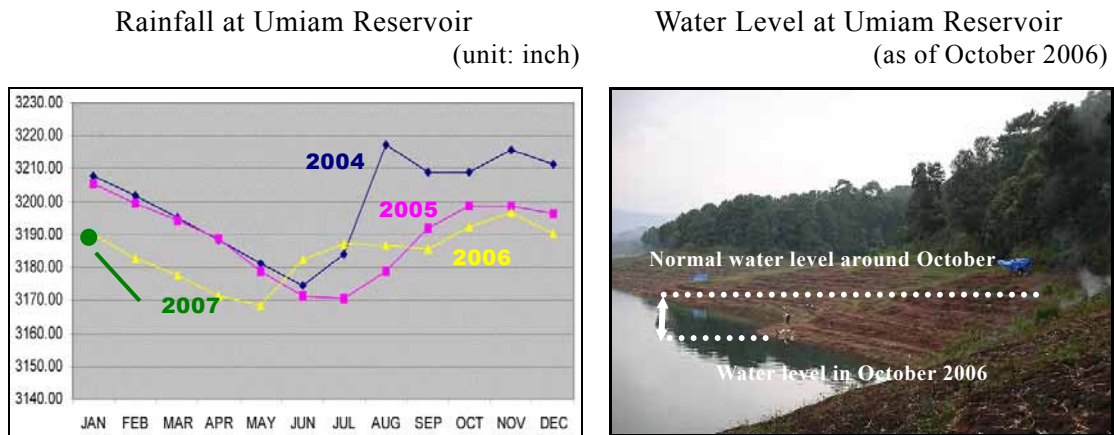 Rainfall at Umiam Reservoir
(unit: inch)
3230.00
3220.00
3210.00
3200.00
3190.00
3180.00
3170.00
3160.00
3150.00
3140.00
2004
2005
2006
2007
JAN FEB MAR APR MAY JUN JUL AUG SEP OCT NOV DEC
Water Level at Umiam Reservoir
(as of October 2006)
Normal water level around October
Water level in October 2006